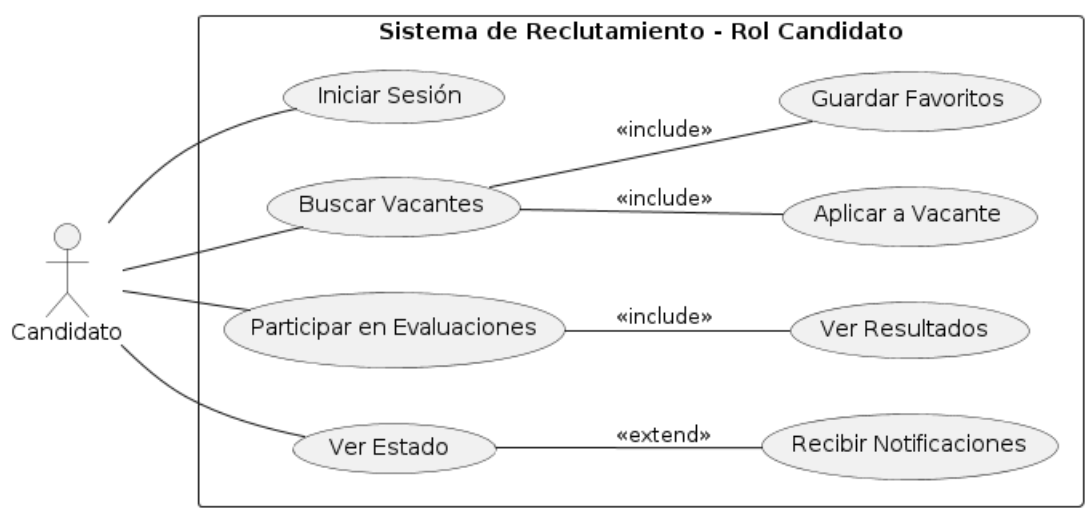 Sistema de Reclutamiento - Rol Candidato
Iniciar Sesión
Guardar Favoritos
«include»
Buscar Vacantes
«include»
Aplicar a Vacante
Candidato
Participar en Evaluaciones
«include»
Ver Resultados
Ver Estado
«extend»
Recibir Notificaciones